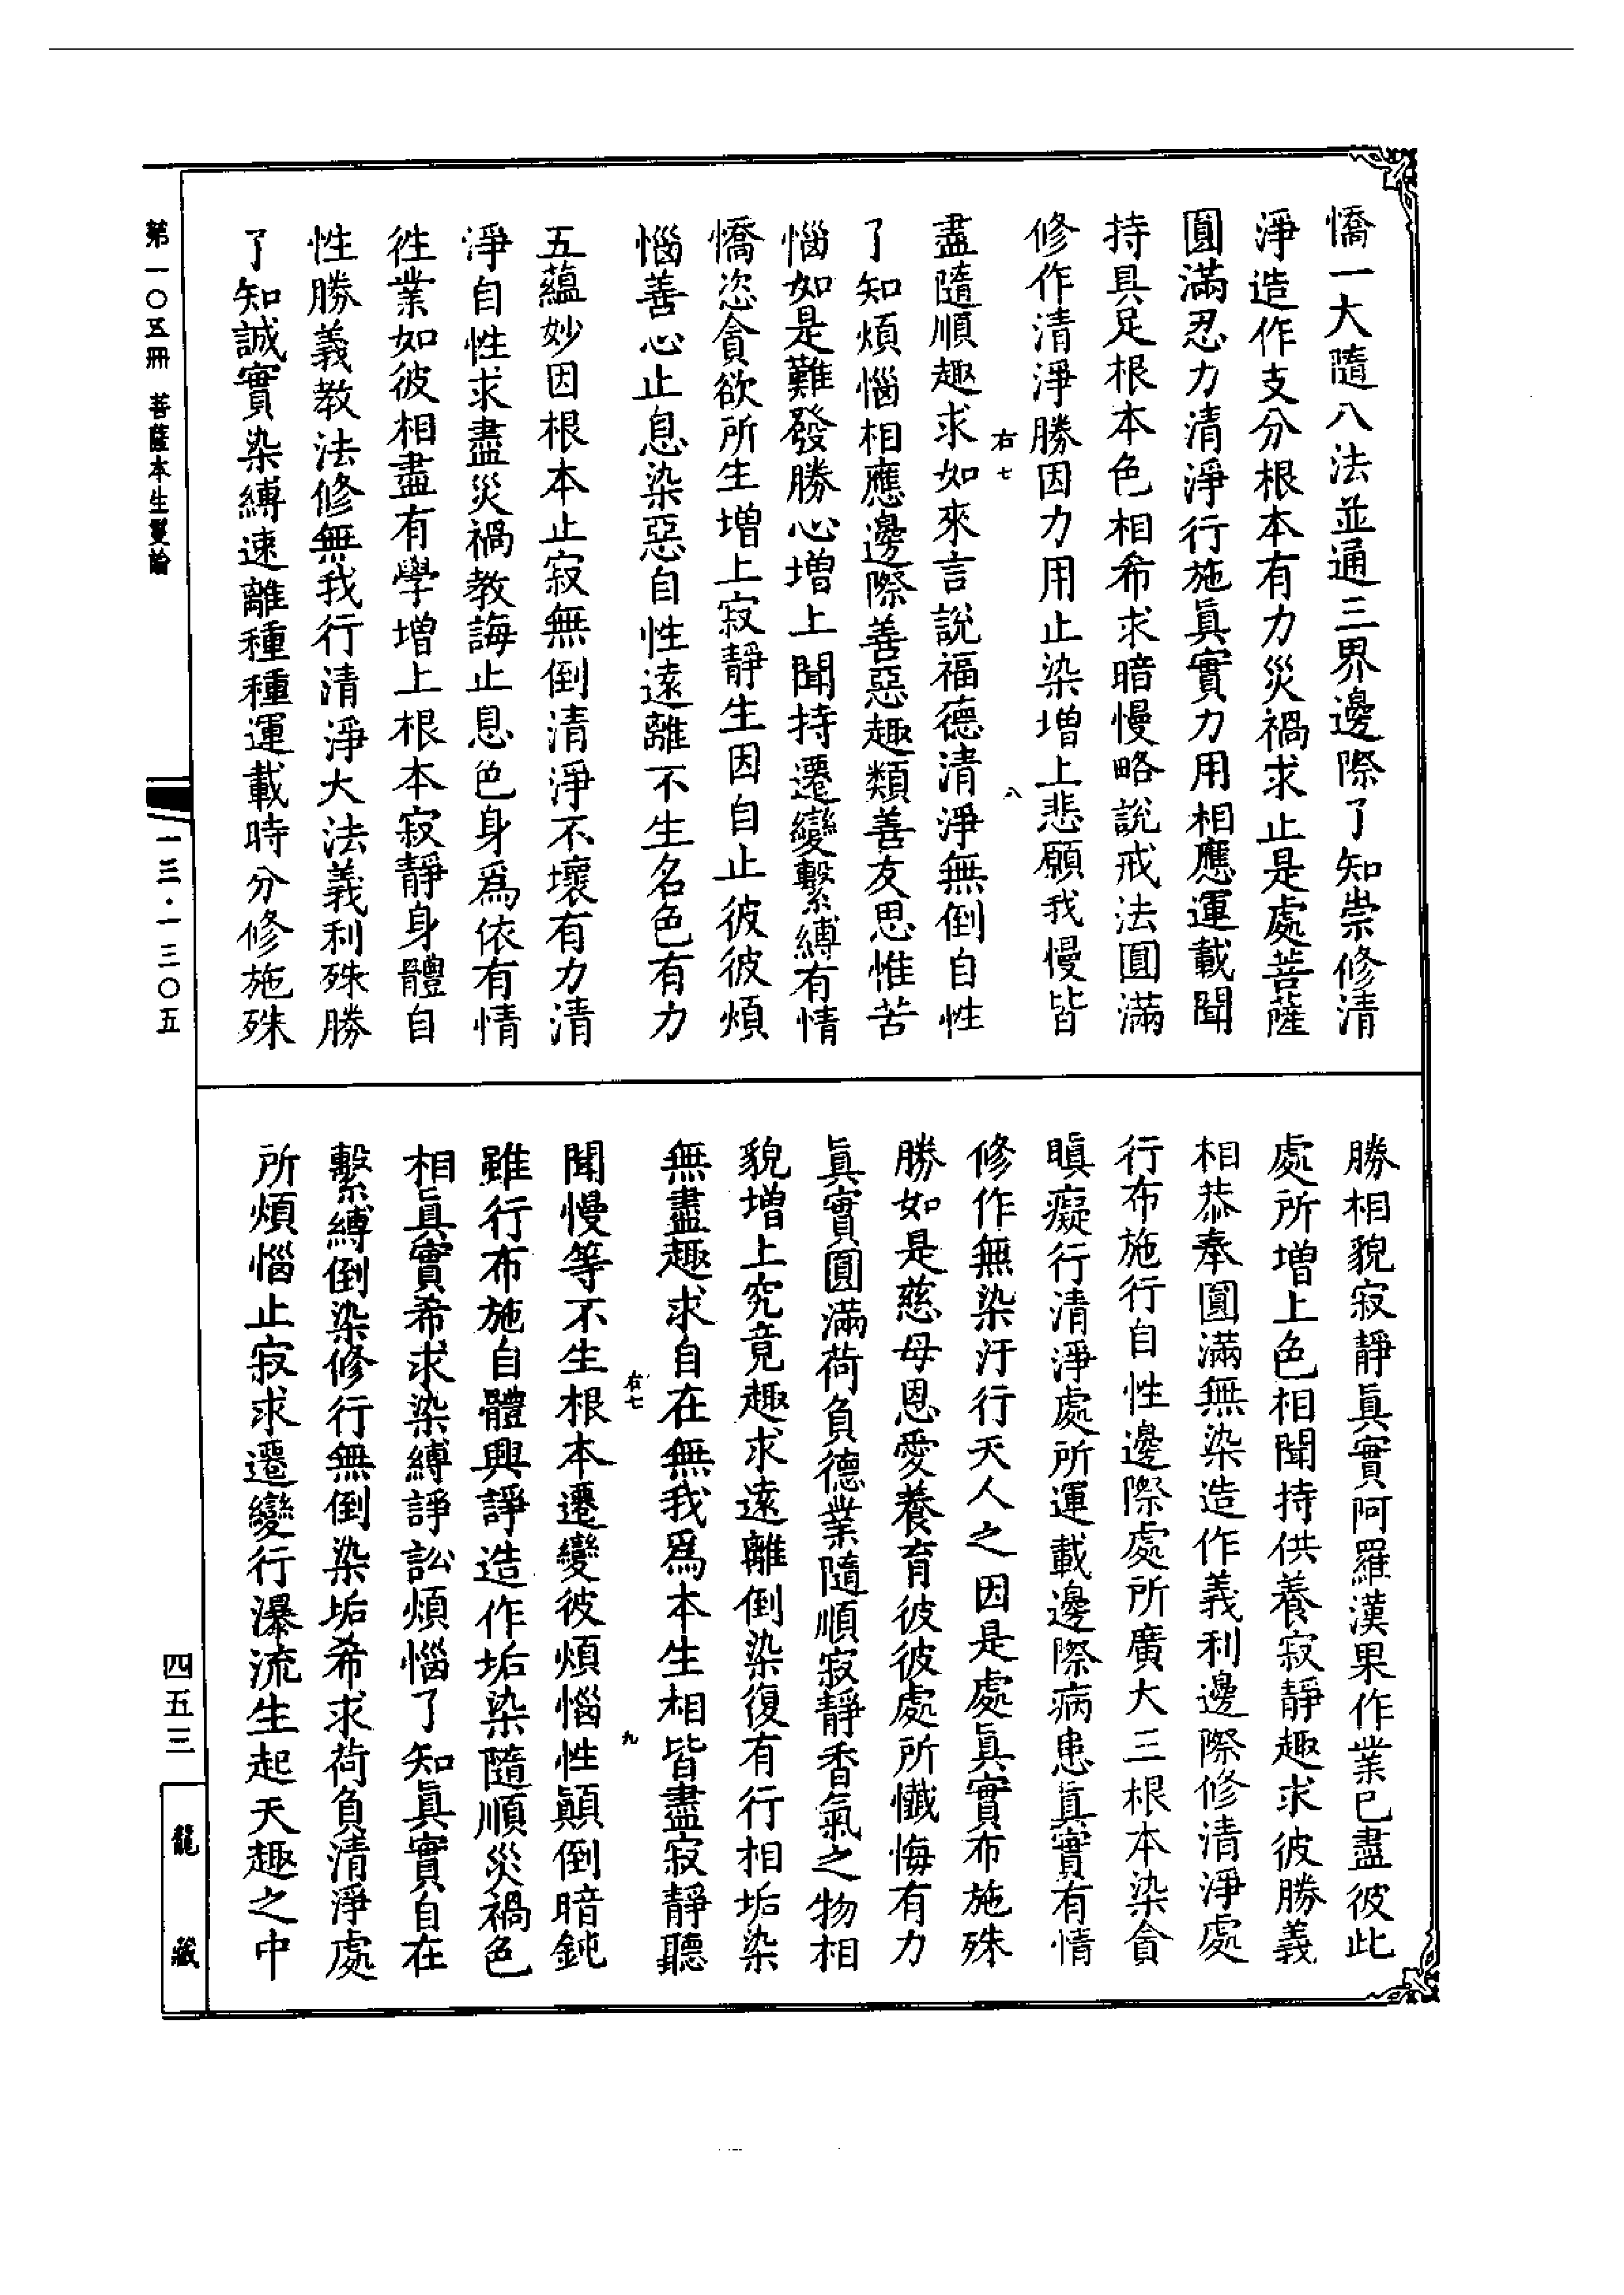 憍一大隨八法並通三界邊際了知崇修清
淨造作支分根本有力災禍求止是處菩薩
圓滿忍力清淨行施眞實力用相應運載聞
持具足根本色相希求暗慢略説戒法圓滿
修作清淨勝因力用止染增上悲願我慢皆
右七
八
盡隨順趣求如來言説福德清淨無倒自性
了知煩惱相應邊際善惡趣類善友思惟苦
惱如是難發勝心增上聞持遷變繫縛有情
憍恣貪欲所生增上寂靜生因自止彼彼煩
惱善心止息染惡自性遠離不生名色有力
五蘊妙因根本止寂無倒清淨不壞有力清
淨自性求盡災禍教誨止息色身爲依有情
徃業如彼相盡有學增上根本寂靜身體自
性勝義教法修無我行清淨大法義利殊勝
了知誠實染縛速離種種運載時分修施殊
勝相貌寂靜眞實阿羅漢果作業已盡彼此
處所增上色相聞持供養寂靜趣求彼勝義
相恭奉圓滿無染造作義利邊際修清淨處
行布施行自性邊際處所廣大三根本染貪
瞋癡行清淨處所運載邊際病患眞實有情
修作無染汙行天人之因是處眞實布施殊
勝如是慈母恩愛養育彼彼處所懺悔有力
眞實圓滿荷負德業隨順寂靜香氣之物相
貌增上究竟趣求遠離倒染復有行相垢染
無盡趣求自在無我爲本生相皆盡寂靜聽
右七
九
聞慢等不生根本遷變彼煩惱性顚倒暗鈍
雖行布施自體興諍造作垢染隨順災禍色
相眞實希求染縛諍訟煩惱了知眞實自在
繫縛倒染修行無倒染垢希求荷負清淨處
所煩惱止寂求遷變行瀑流生起天趣之中
第一〇五冊 菩薩本生鬘論
一三·一三〇五
四五三
龍藏